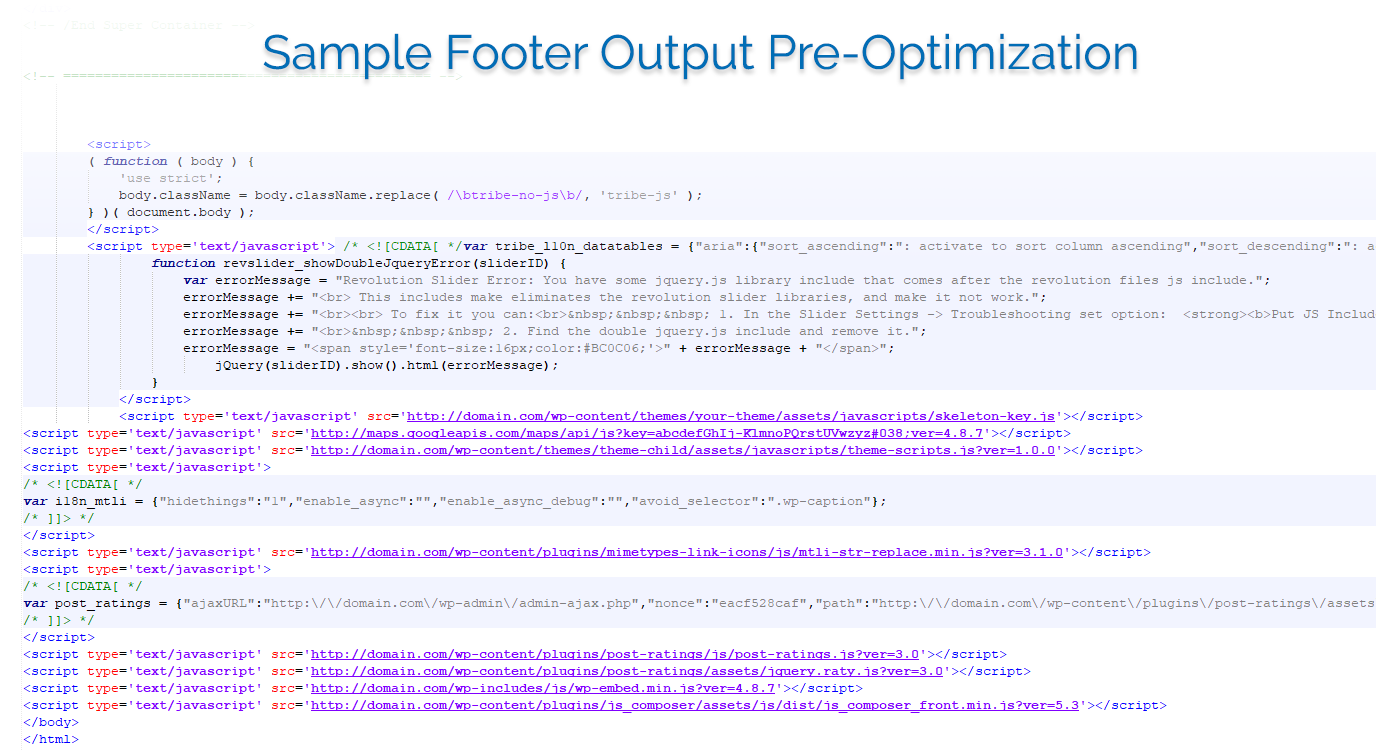 <!-- /End Super Container -->
Sample Footer Output Pre-Optimization
<script>
( function ( body ) {
'use strict';
body.className = body.className.replace( /\btribe-no-js\b/, 'tribe-js' );
} )( document.body );
</script>
<script type='text/javascript'> /* <![CDATA[ */var tribe_l10n_datatables = {"aria":{"sort_ascending":": activate to sort column ascending","sort_descending":": a
function revslider_showDoubleJqueryError(sliderID) {
var errorMessage = "Revolution Slider Error: You have some jquery.js library include that comes after the revolution files js include.";
errorMessage += "<br> This includes make eliminates the revolution slider libraries, and make it not work.";
errorMessage += "<br><br> To fix it you can:<br>&nbsp;&nbsp;&nbsp; 1. In the Slider Settings -> Troubleshooting set option:  <strong><b>Put JS Includ
errorMessage += "<br>&nbsp;&nbsp;&nbsp; 2. Find the double jquery.js include and remove it.";
errorMessage = "<span style='font-size:16px;color:#BC0C06;'>" + errorMessage + "</span>";
jQuery(sliderID).show().html(errorMessage);
}
</script>
<script type='text/javascript' src='http://domain.com/wp-content/themes/your-theme/assets/javascripts/skeleton-key.js'></script>
<script type='text/javascript' src='http://maps.googleapis.com/maps/api/js?key=abcdefGhIj-KlmnoPQrstUVwzyz#038;ver=4.8.7'></script>
<script type='text/javascript' src='http://domain.com/wp-content/themes/theme-child/assets/javascripts/theme-scripts.js?ver=1.0.0'></script>
<script type='text/javascript'>
/* <![CDATA[ */
var i18n_mtli = {"hidethings":"1","enable_async":"","enable_async_debug":"","avoid_selector":".wp-caption"};
/* ]]> */
</script>
<script type='text/javascript' src='http://domain.com/wp-content/plugins/mimetypes-link-icons/js/mtli-str-replace.min.js?ver=3.1.0'></script>
<script type='text/javascript'>
/* <![CDATA[ */
var post_ratings = {"ajaxURL":"http:\/\/domain.com\/wp-admin\/admin-ajax.php","nonce":"eacf528caf","path":"http:\/\/domain.com\/wp-content\/plugins\/post-ratings\/assets
/* ]]> */
</script>
<script type='text/javascript' src='http://domain.com/wp-content/plugins/post-ratings/js/post-ratings.js?ver=3.0'></script>
<script type='text/javascript' src='http://domain.com/wp-content/plugins/post-ratings/assets/jquery.raty.js?ver=3.0'></script>
<script type='text/javascript' src='http://domain.com/wp-includes/js/wp-embed.min.js?ver=4.8.7'></script>
<script type='text/javascript' src='http://domain.com/wp-content/plugins/js_composer/assets/js/dist/js_composer_front.min.js?ver=5.3'></script>
</body>
</html>